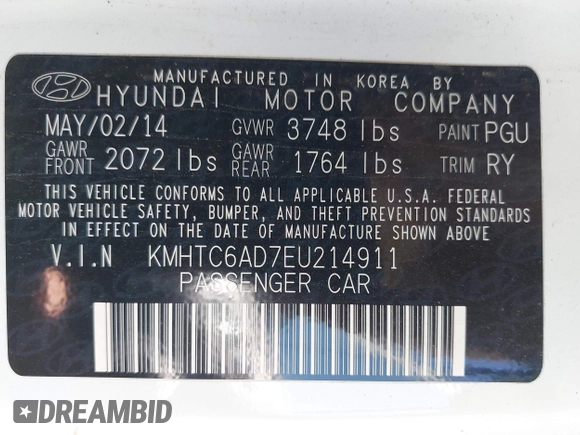 MANUFACTURED IN KOREA BY
HYUNDAI MOTOR COMPANY
MAY/02/14 GVWR 3748 lbs PAINT PGU
GAWR FRONT 2072 lbs GAWR REAR 1764 lbs TRIM RY
THIS VEHICLE CONFORMS TO ALL APPLICABLE U.S.A. FEDERAL
MOTOR VEHICLE SAFETY, BUMPER, AND THEFT PREVENTION STANDARDS
IN EFFECT ON THE DATE OF MANUFACTURE SHOWN ABOVE.
V.I.N KMHTC6AD7EU214911
PASSENGER CAR
DREAMBID